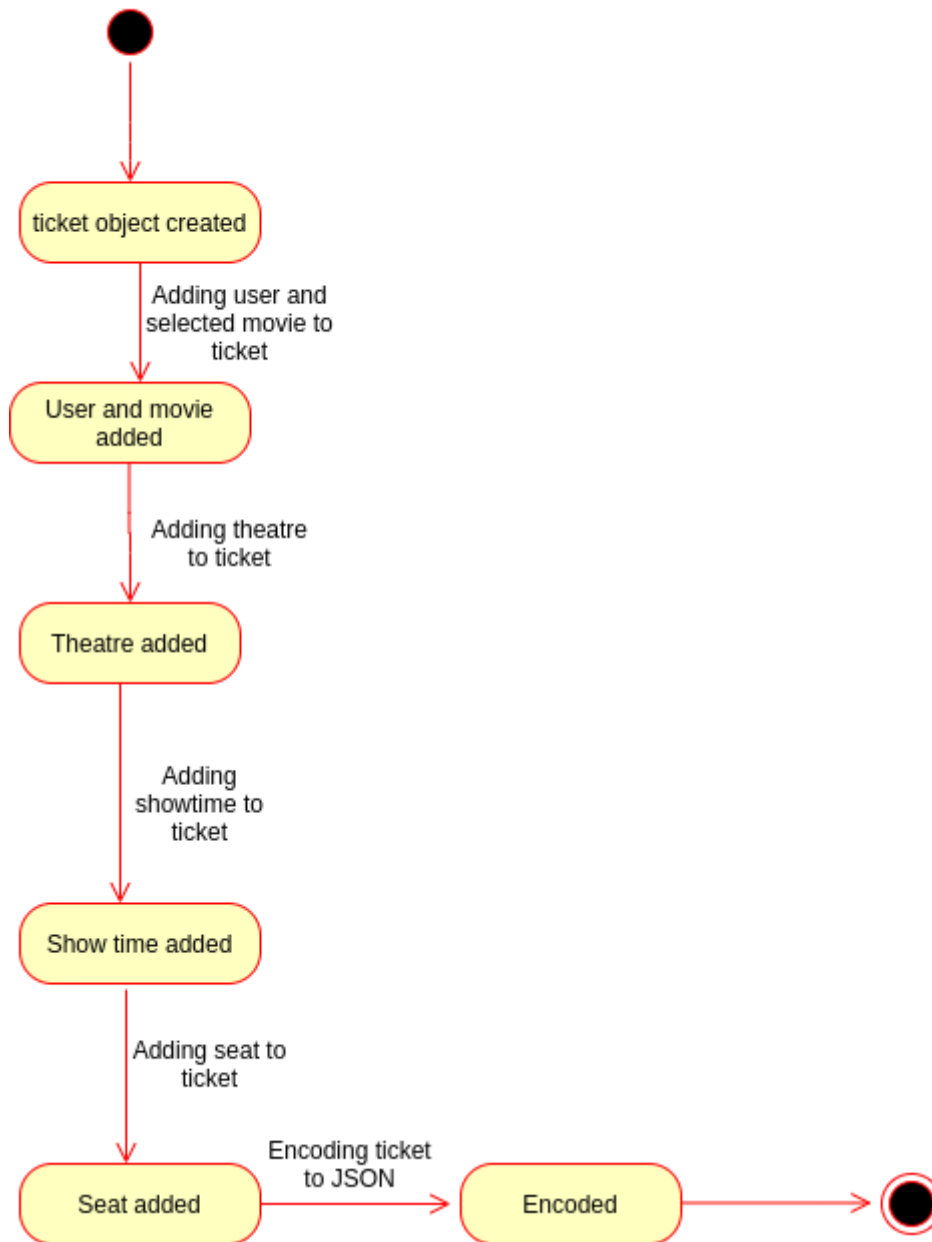 ticket object created
Adding user and
selected movie to
ticket
User and movie
added
Adding theatre
to ticket
Theatre added
Adding
showtime to
ticket
Show time added
Adding seat to
ticket
Seat added
Encoding ticket
to JSON
Encoded